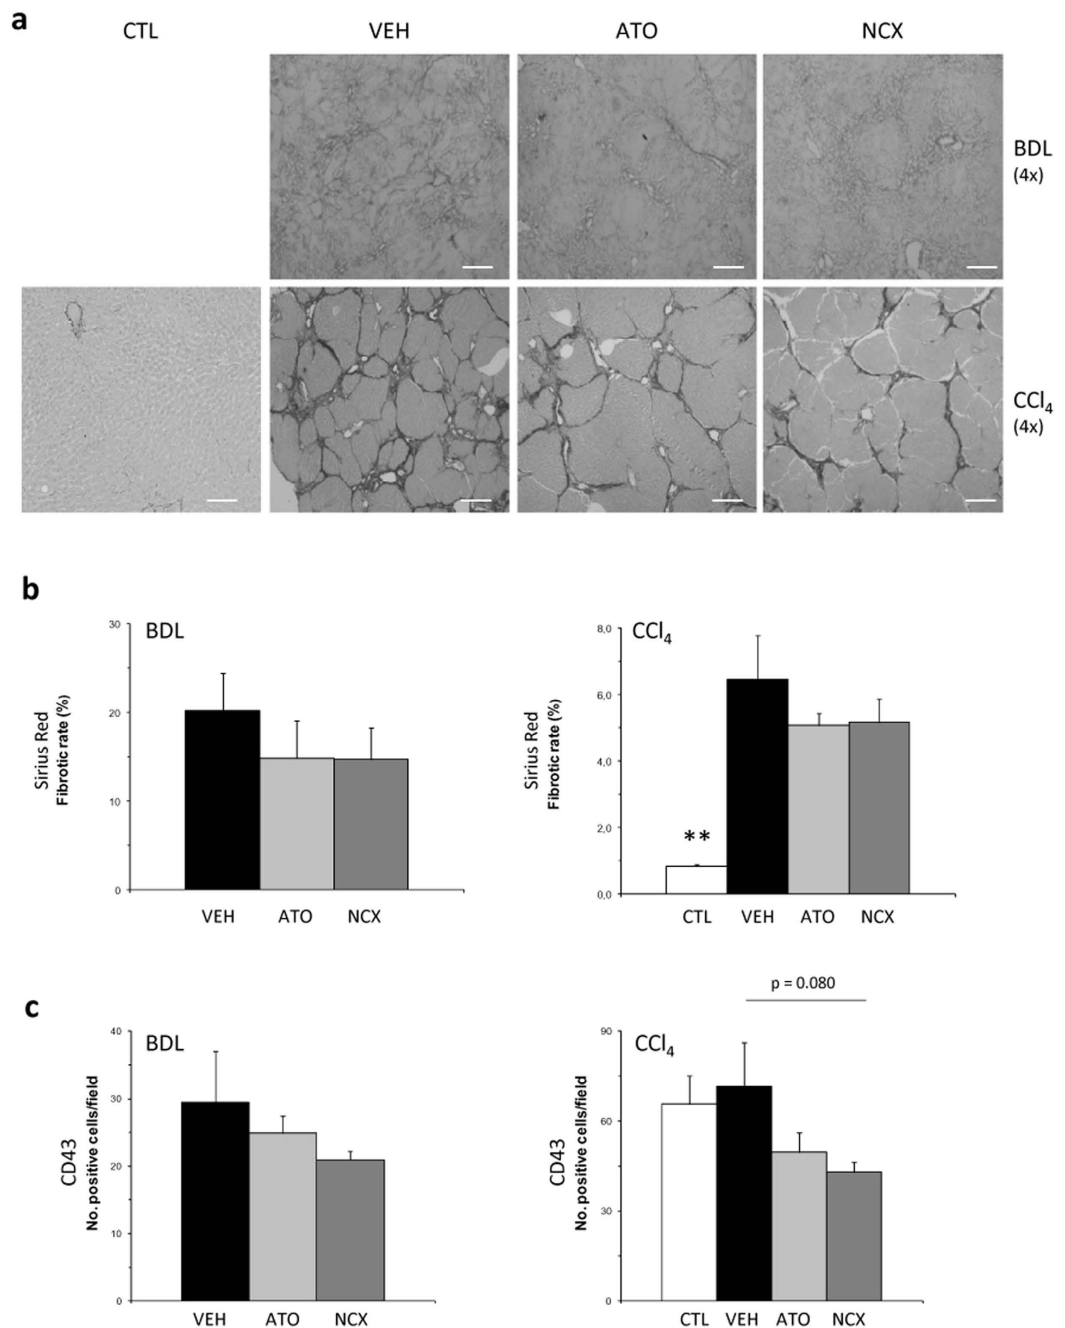 a
CTL VEH ATO NCX
BDL
(4x)
CCl4
(4x)
b
BDL
Sirius Red
Fibrotic rate (%)
30
20
10
0
VEH ATO NCX
CCl4
Sirius Red
Fibrotic rate (%)
8,0
6,0
4,0
2,0
0,0
**
CTL VEH ATO NCX
c
BDL
CD43
No. positive cells/field
40
30
20
10
0
VEH ATO NCX
p = 0.080
CCl4
CD43
No. positive cells/field
90
60
30
0
CTL VEH ATO NCX